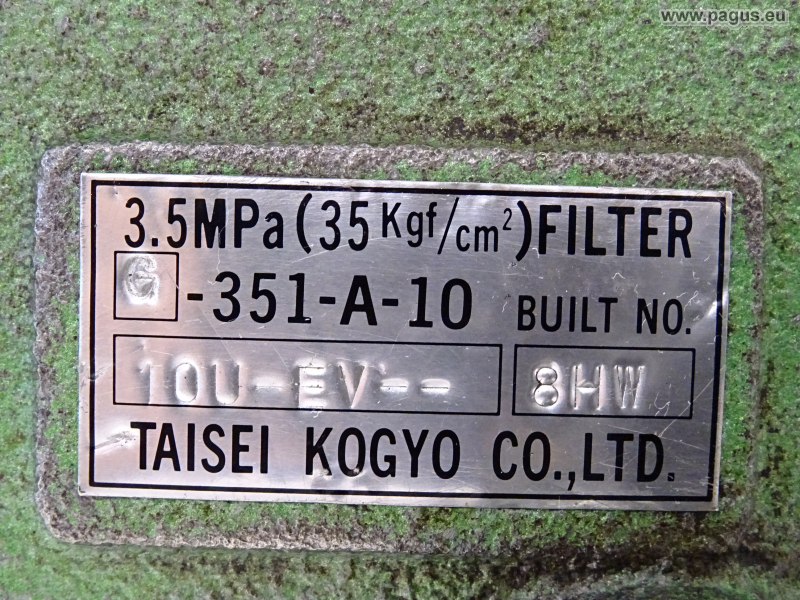 www.pagus.eu
3.5MPa(35Kgf/cm²)FILTER
G-351-A-10 BUILT NO.
10U-EV-- 8HW
TAISEI KOGYO CO.,LTD.